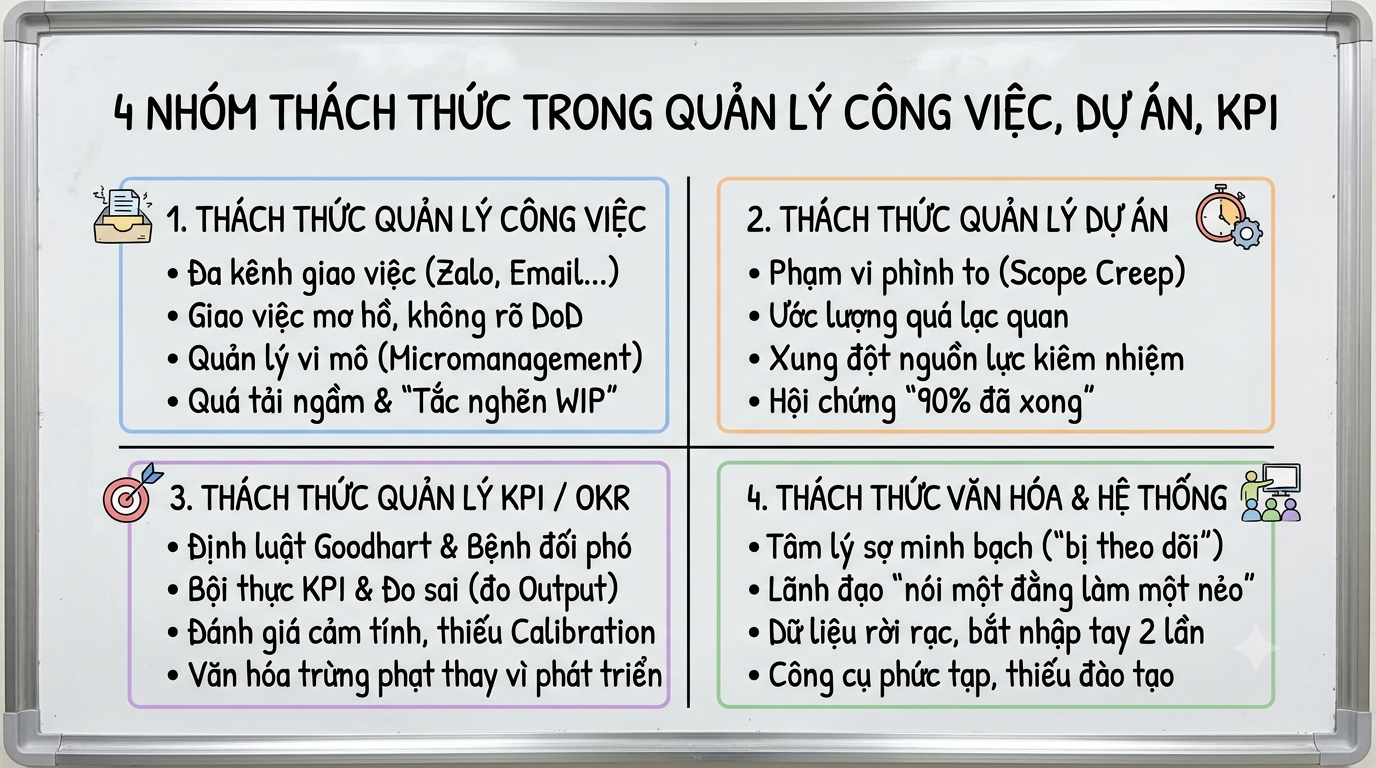 4 NHÓM THÁCH THỨC TRONG QUẢN LÝ CÔNG VIỆC, DỰ ÁN, KPI
1. THÁCH THỨC QUẢN LÝ CÔNG VIỆC
• Đa kênh giao việc (Zalo, Email...)
• Giao việc mơ hồ, không rõ DoD
• Quản lý vi mô (Micromanagement)
• Quá tải ngầm & “Tắc nghẽn WIP”
2. THÁCH THỨC QUẢN LÝ DỰ ÁN
• Phạm vi phình to (Scope Creep)
• Ước lượng quá lạc quan
• Xung đột nguồn lực kiêm nhiệm
• Hội chứng “90% đã xong”
3. THÁCH THỨC QUẢN LÝ KPI / OKR
• Định luật Goodhart & Bệnh đối phó
• Bội thực KPI & Đo sai (đo Output)
• Đánh giá cảm tính, thiếu Calibration
• Văn hóa trừng phạt thay vì phát triển
4. THÁCH THỨC VĂN HÓA & HỆ THỐNG
• Tâm lý sợ minh bạch (“bị theo dõi”)
• Lãnh đạo “nói một đằng làm một nẻo”
• Dữ liệu rời rạc, bắt nhập tay 2 lần
• Công cụ phức tạp, thiếu đào tạo